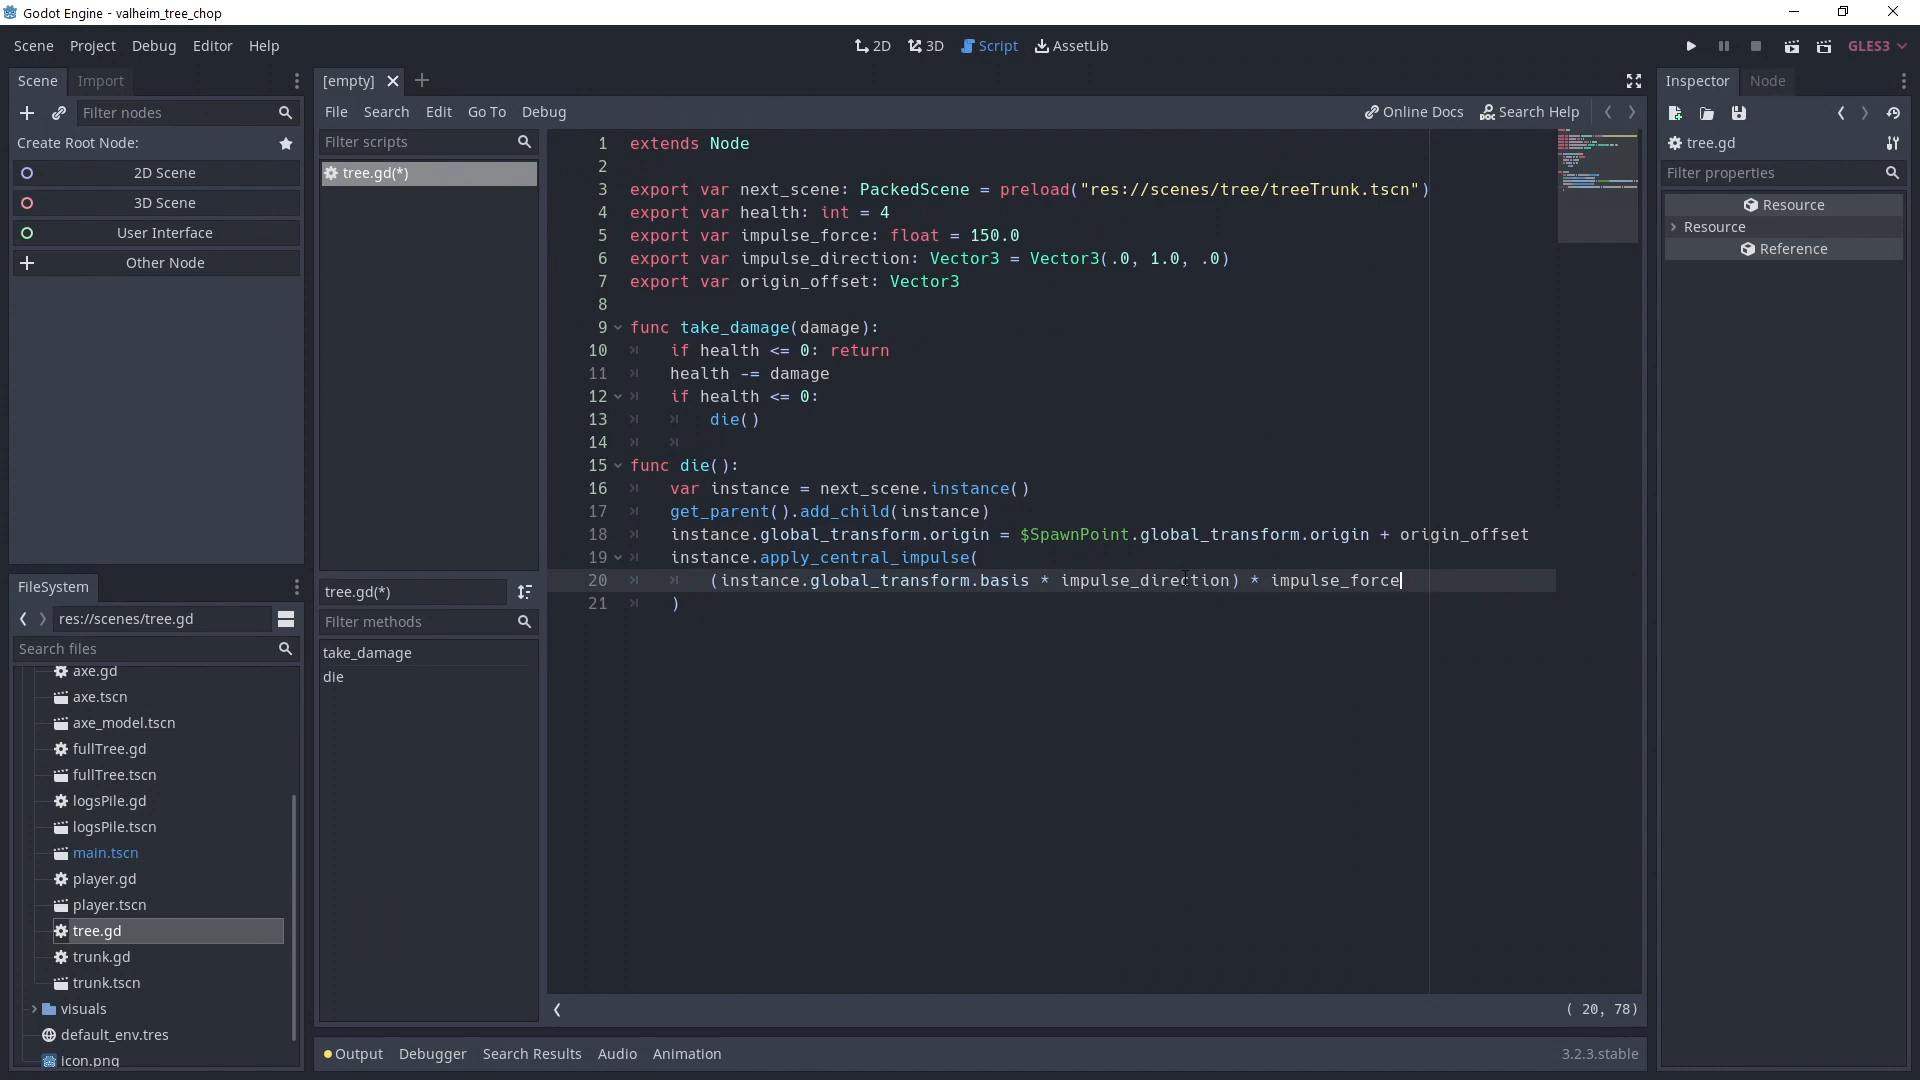 Godot Engine - valheim_tree_chop
Scene Project Debug Editor Help
2D 3D Script AssetLib
GLES3
Scene Import
Filter nodes
Create Root Node:
2D Scene
3D Scene
User Interface
Other Node
FileSystem
res://scenes/tree.gd
Search files
axe.gd
axe.tscn
axe_model.tscn
fullTree.gd
fullTree.tscn
logsPile.gd
logsPile.tscn
main.tscn
player.gd
player.tscn
tree.gd
trunk.gd
trunk.tscn
visuals
default_env.tres
icon.png
[empty]
File Search Edit Go To Debug
Online Docs Search Help
Filter scripts
tree.gd(*)
tree.gd(*)
Filter methods
take_damage
die
1 extends Node
2
3 export var next_scene: PackedScene = preload("res://scenes/tree/treeTrunk.tscn")
4 export var health: int = 4
5 export var impulse_force: float = 150.0
6 export var impulse_direction: Vector3 = Vector3(.0, 1.0, .0)
7 export var origin_offset: Vector3
8
9 func take_damage(damage):
10 if health <= 0: return
11 health -= damage
12 if health <= 0:
13 die()
14
15 func die():
16 var instance = next_scene.instance()
17 get_parent().add_child(instance)
18 instance.global_transform.origin = $SpawnPoint.global_transform.origin + origin_offset
19 instance.apply_central_impulse(
20 (instance.global_transform.basis * impulse_direction) * impulse_force
21 )
( 20, 78)
Output Debugger Search Results Audio Animation
3.2.3.stable
Inspector Node
tree.gd
Filter properties
Resource
Resource
Reference